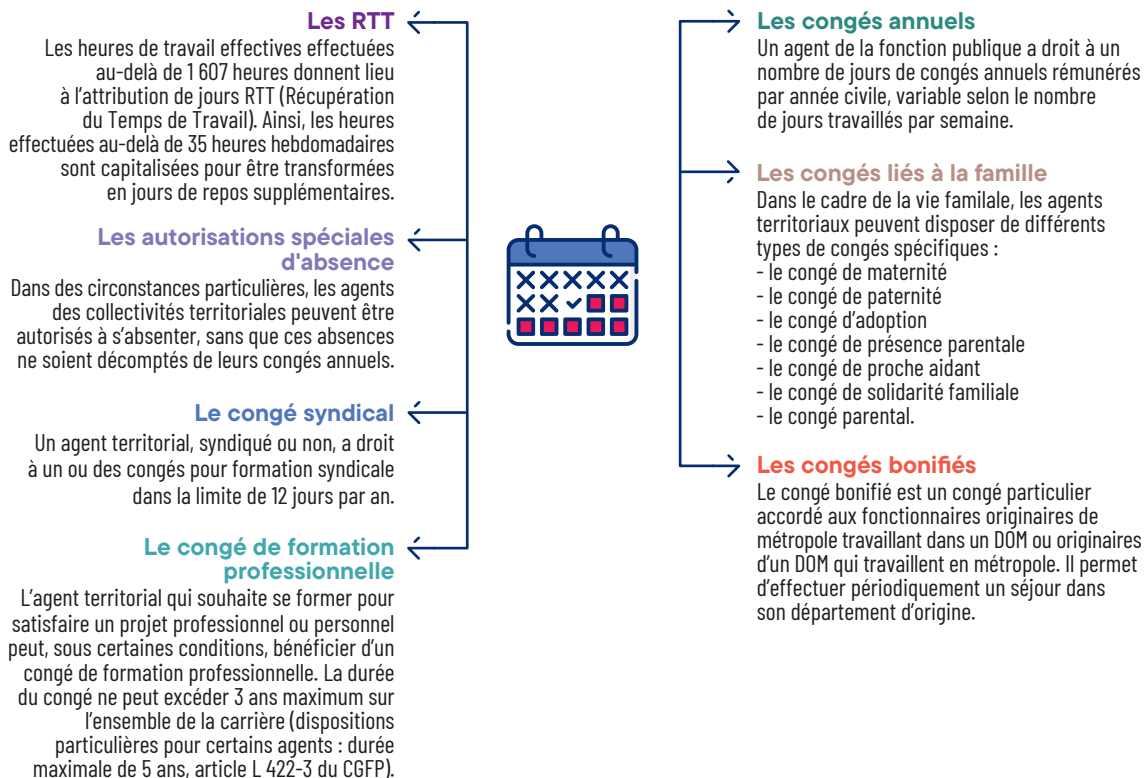 Les RTT
Les heures de travail effectives effectuées
au-delà de 1 607 heures donnent lieu
à l'attribution de jours RTT (Récupération
du Temps de Travail). Ainsi, les heures
effectuées au-delà de 35 heures hebdomadaires
sont capitalisées pour être transformées
en jours de repos supplémentaires.
Les autorisations spéciales
d'absence
Dans des circonstances particulières, les agents
des collectivités territoriales peuvent être
autorisés à s'absenter, sans que ces absences
ne soient décomptés de leurs congés annuels.
Le congé syndical
Un agent territorial, syndiqué ou non, a droit
à un ou des congés pour formation syndicale
dans la limite de 12 jours par an.
Le congé de formation
professionnelle
L'agent territorial qui souhaite se former pour
satisfaire un projet professionnel ou personnel
peut, sous certaines conditions, bénéficier d'un
congé de formation professionnelle. La durée
du congé ne peut excéder 3 ans maximum sur
l'ensemble de la carrière (dispositions
particulières pour certains agents : durée
maximale de 5 ans, article L 422-3 du CGFP).
Les congés annuels
Un agent de la fonction publique a droit à un
nombre de jours de congés annuels rémunérés
par année civile, variable selon le nombre
de jours travaillés par semaine.
Les congés liés à la famille
Dans le cadre de la vie familale, les agents
territoriaux peuvent disposer de différents
types de congés spécifiques :
- le congé de maternité
- le congé de paternité
- le congé d'adoption
- le congé de présence parentale
- le congé de proche aidant
- le congé de solidarité familiale
- le congé parental.
Les congés bonifiés
Le congé bonifié est un congé particulier
accordé aux fonctionnaires originaires de
métropole travaillant dans un DOM ou originaires
d'un DOM qui travaillent en métropole. Il permet
d'effectuer périodiquement un séjour dans
son département d'origine.